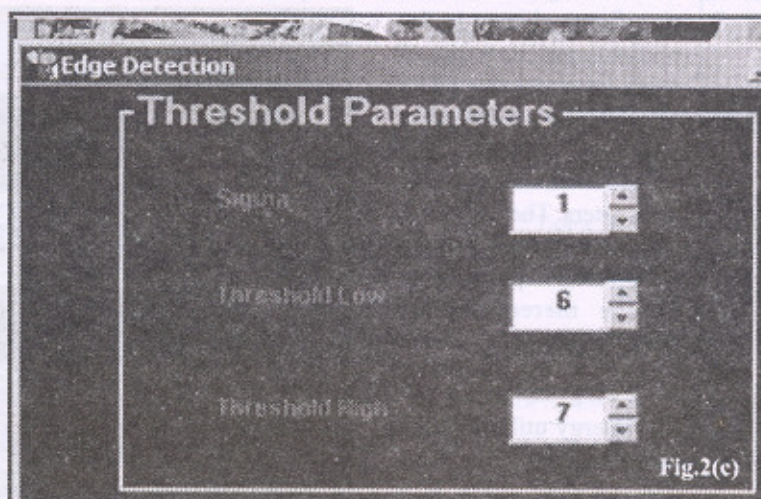 Edge Detection
Threshold Parameters
Sigma 1
Threshold Low 6
Threshold High 7
Fig.2(c)